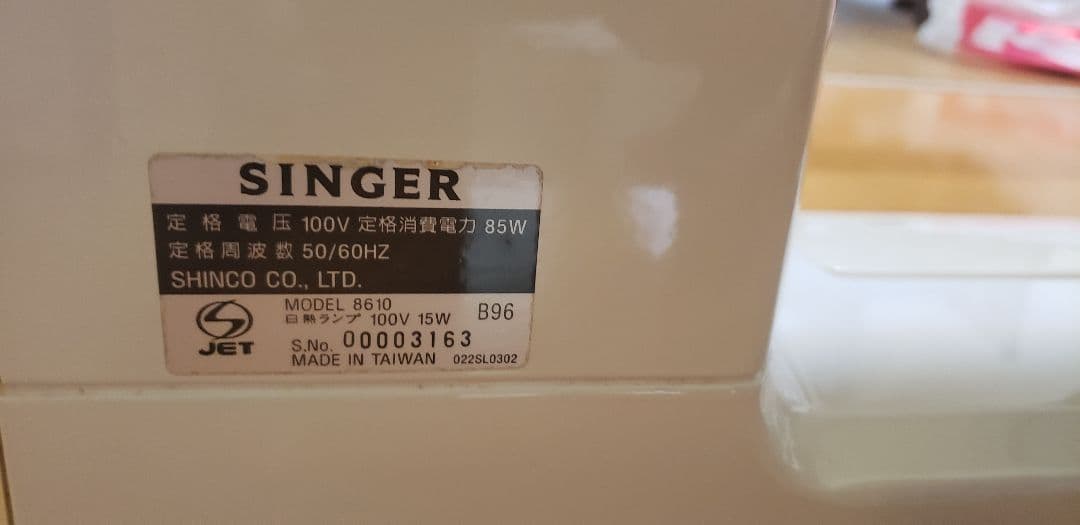 SINGER
定格電圧 100V 定格消費電力 85W
定格周波数 50/60HZ
SHINCO CO., LTD.
MODEL 8610
白熱ランプ 100V 15W B96
S.No. 00003163
JET
MADE IN TAIWAN 022SL0302